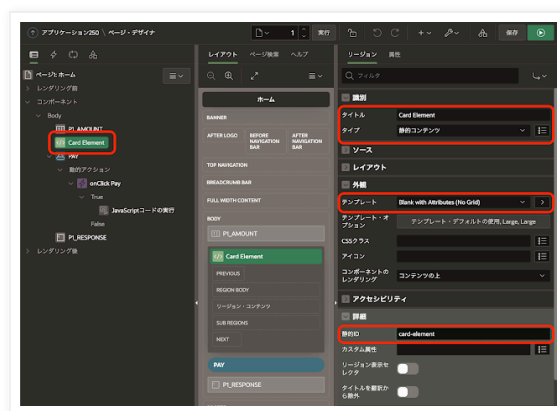 アプリケーション250 \ ページ・デザイナ
1
実行
保存
ページ1: ホーム
レンダリング前
コンポーネント
Body
P1_AMOUNT
Card Element
PAY
動的アクション
onClick Pay
True
JavaScriptコードの実行
False
P1_RESPONSE
レンダリング後
レイアウト
ページ検索
ヘルプ
ホーム
BANNER
AFTER LOGO
BEFORE NAVIGATION BAR
AFTER NAVIGATION BAR
TOP NAVIGATION
BREADCRUMB BAR
FULL WIDTH CONTENT
BODY
P1_AMOUNT
Card Element
PREVIOUS
REGION BODY
リージョン・コンテンツ
SUB REGIONS
NEXT
PAY
P1_RESPONSE
リージョン
属性
フィルタ
識別
タイトル
Card Element
タイプ
静的コンテンツ
ソース
レイアウト
外観
テンプレート
Blank with Attributes (No Grid)
テンプレート・オプション
テンプレート・デフォルトの使用, Large, Large
CSSクラス
アイコン
コンポーネントのレンダリング
コンテンツの上
アクセシビリティ
詳細
静的ID
card-element
カスタム属性
リージョン表示セレクタ
タイトルを翻訳から除外